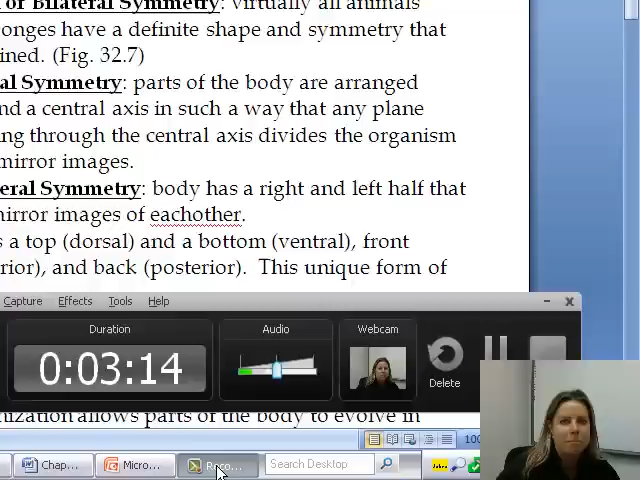 of Bilateral Symmetry: virtually all animals
onges have a definite shape and symmetry that
ined. (Fig. 32.7)
al Symmetry: parts of the body are arranged
nd a central axis in such a way that any plane
ng through the central axis divides the organism
mirror images.
eral Symmetry: body has a right and left half that
mirror images of eachother.
s a top (dorsal) and a bottom (ventral), front
rior), and back (posterior). This unique form of
Capture Effects Tools Help
Duration Audio Webcam
0:03:14
Delete
nization allows parts of the body to evolve in
100
Chap... Micro... Reco... Search Desktop